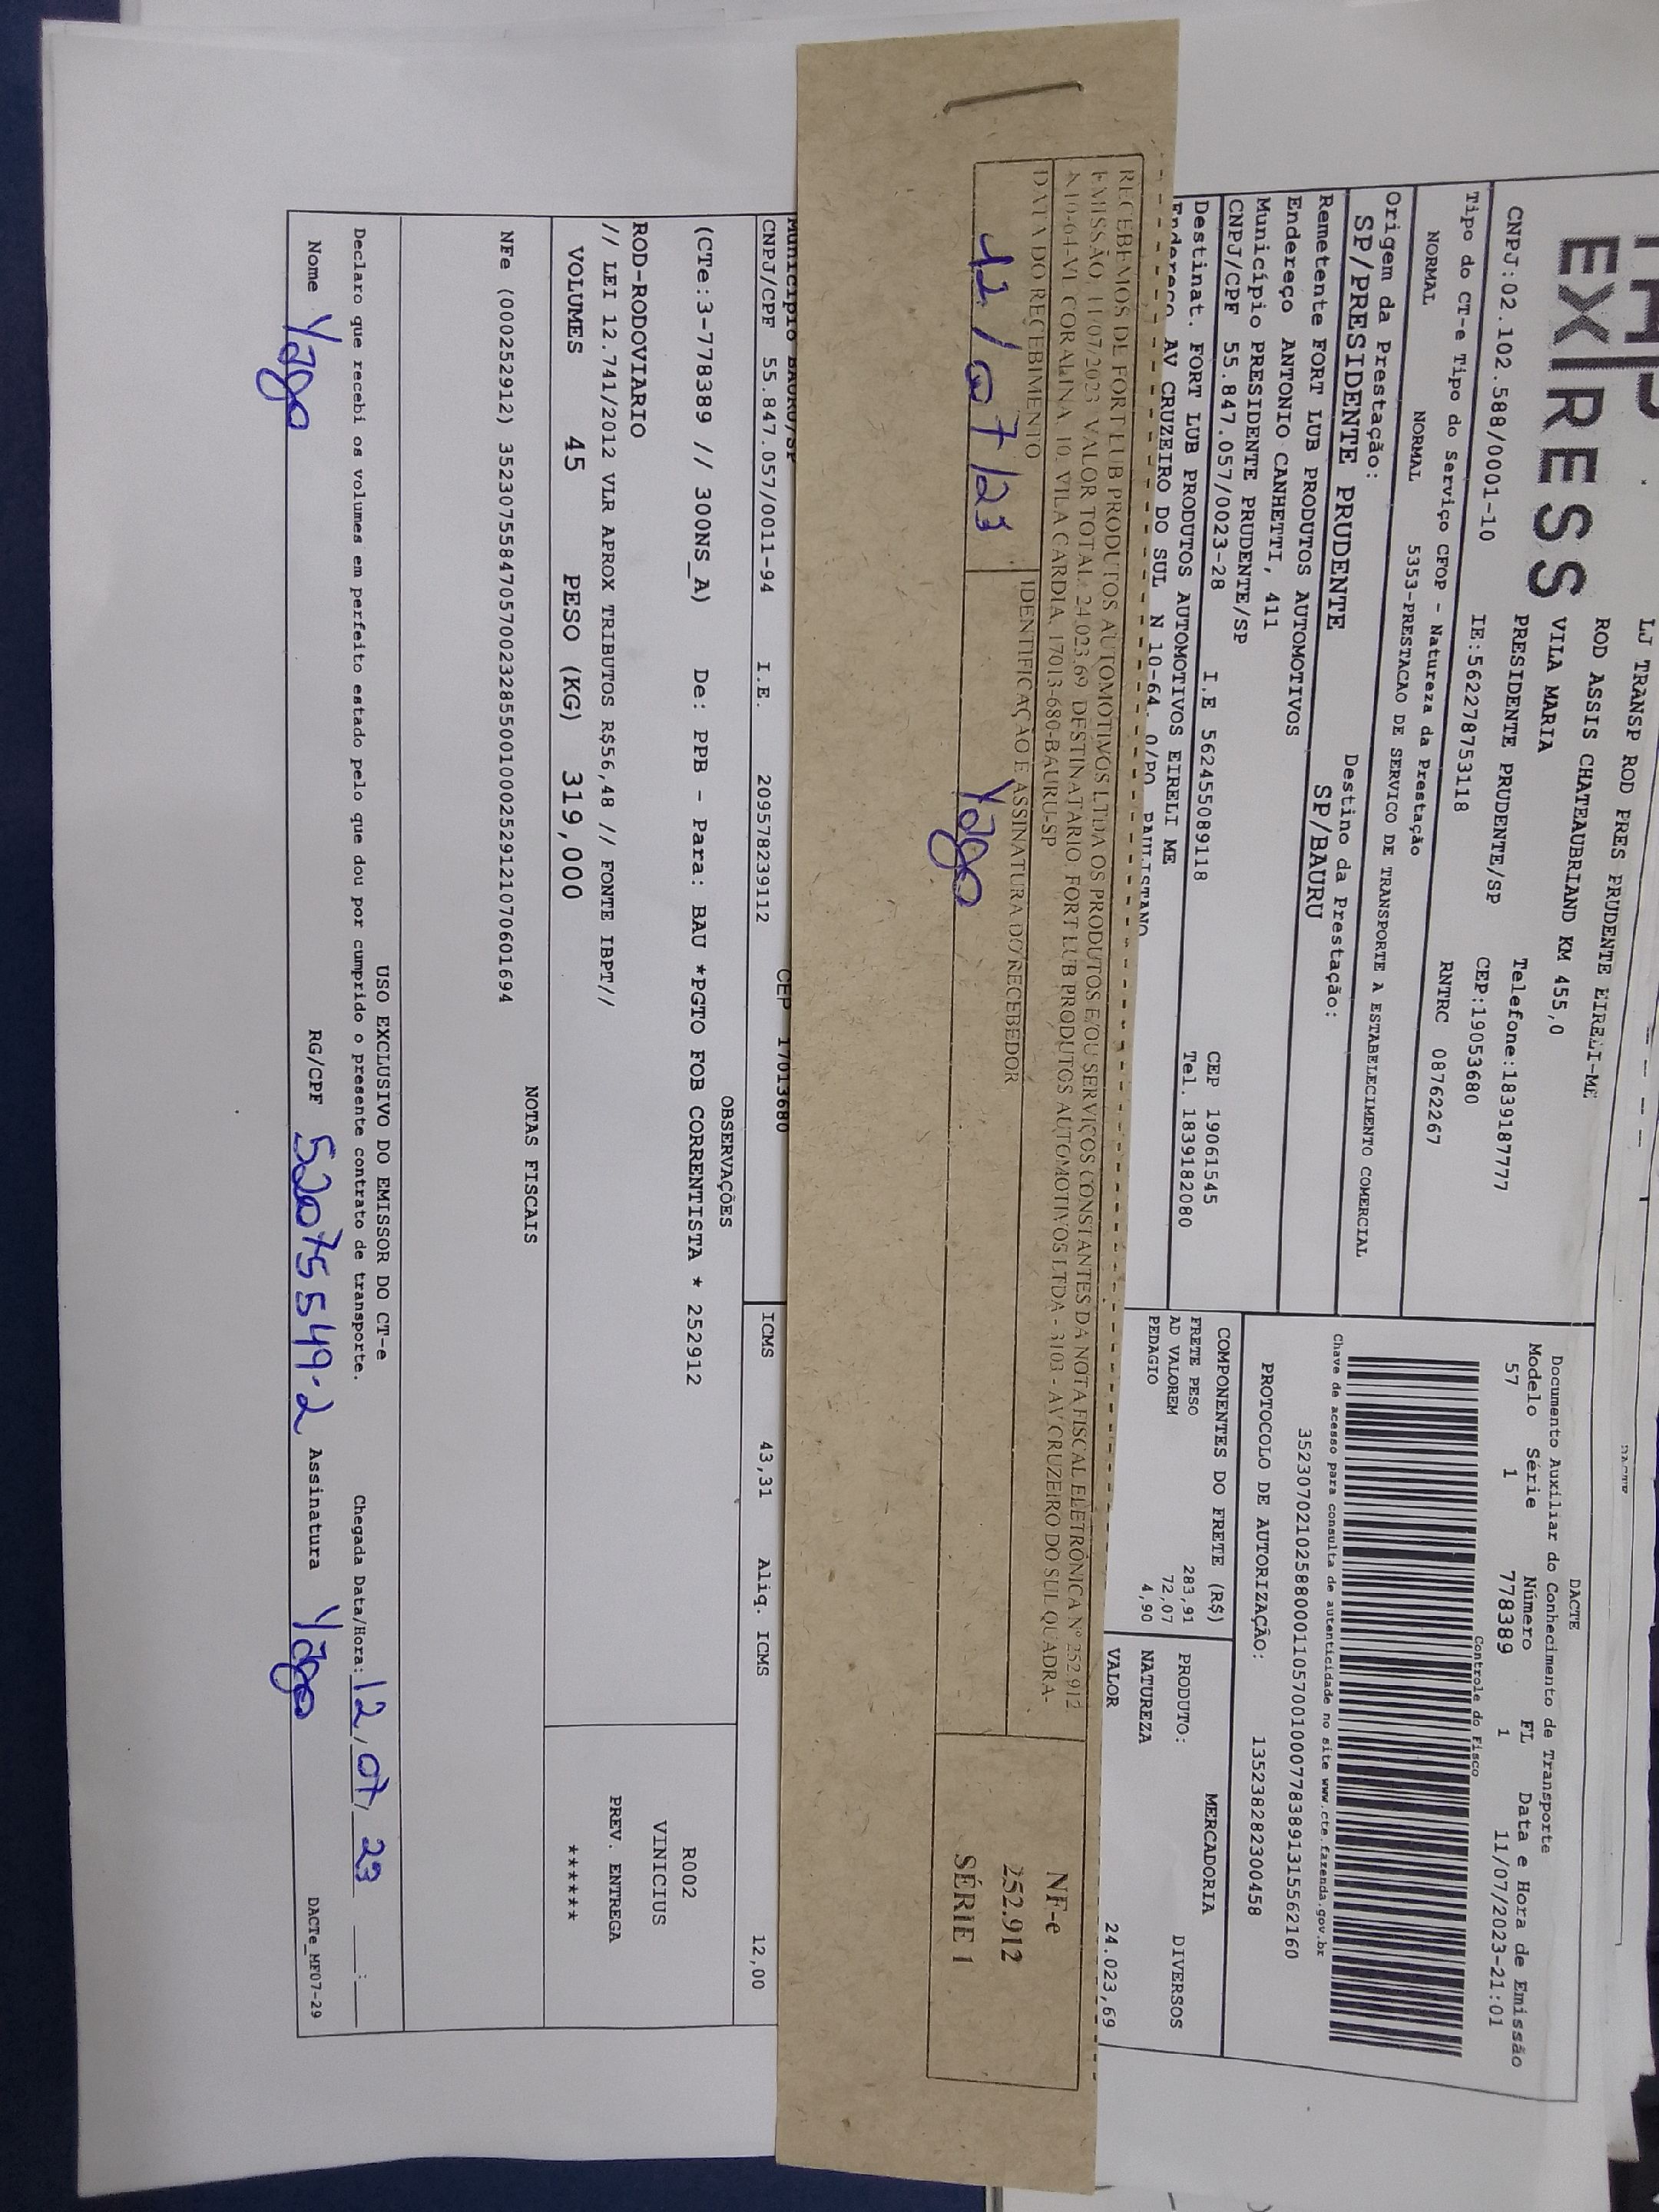 EXPRESS
LJ TRANSP ROD PRES PRUDENTE EIRELI-ME
ROD ASSIS CHATEAUBRIAND KM 455,0
VILA MARIA
PRESIDENTE PRUDENTE/SP Telefone:1839187777
CNPJ:02.102.588/0001-10 IE:562278753118 CEP:19053680
Tipo do CT-e Tipo do Serviço CFOP - Natureza da Prestação RNTRC 08762267
NORMAL NORMAL 5353-PRESTACAO DE SERVICO DE TRANSPORTE A ESTABELECIMENTO COMERCIAL
Origem da Prestação: Destino da Prestação:
SP/PRESIDENTE PRUDENTE SP/BAURU
Remetente FORT LUB PRODUTOS AUTOMOTIVOS
Endereço ANTONIO CANHETTI, 411
Município PRESIDENTE PRUDENTE/SP CEP 19061545
CNPJ/CPF 55.847.057/0023-28 I.E 562455089118 Tel. 1839182080
Destinat. FORT LUB PRODUTOS AUTOMOTIVOS EIRELI ME
Endereço AV CRUZEIRO DO SUL N 10-64, Q/PQ PAULISTANO
DACTE
Documento Auxiliar do Conhecimento de Transporte
Modelo Série Número FL Data e Hora de Emissão
57 1 778389 1 11/07/2023-21:01
Controle do Fisco
Chave de acesso para consulta de autenticidade no site www.cte.fazenda.gov.br
35230702102588000110570010007783891315562160
PROTOCOLO DE AUTORIZAÇÃO: 135238282300458
COMPONENTES DO FRETE (R$) MERCADORIA
FRETE PESO 283,91 PRODUTO: DIVERSOS
AD VALOREM 72,07 NATUREZA
PEDAGIO 4,90 VALOR 24.023,69
RECEBEMOS DE FORT LUB PRODUTOS AUTOMOTIVOS LTDA OS PRODUTOS E/OU SERVIÇOS CONSTANTES DA NOTA FISCAL ELETRÔNICA Nº 252.912
EMISSÃO: 11/07/2023 VALOR TOTAL: 24.023,69 DESTINATÁRIO: FORT LUB PRODUTOS AUTOMOTIVOS LTDA - 3103 - AV CRUZEIRO DO SUL QUADRA-
A 10-64-VL CORALINA, 10, VILA CARDIA, 17013-680-BAURU-SP
DATA DO RECEBIMENTO IDENTIFICAÇÃO E ASSINATURA DO RECEBEDOR
12/07/23 Yago
NF-e
252.912
SÉRIE 1
Município BAURU/SP CEP 17013680
CNPJ/CPF 55.847.057/0011-94 I.E. 209578239112 ICMS 43,31 Aliq. ICMS 12,00
OBSERVAÇÕES
(CTe:3-778389 // 300NS_A) De: PPB - Para: BAU *PGTO FOB CORRENTISTA * 252912
R002
VINICIUS
ROD-RODOVIARIO
// LEI 12.741/2012 VLR APROX TRIBUTOS R$56,48 // FONTE IBPT//
PREV. ENTREGA
VOLUMES 45 PESO (KG) 319,000 ******
NOTAS FISCAIS
NFe (000252912) 35230755847057002328550010002529121070601694
USO EXCLUSIVO DO EMISSOR DO CT-e
Declaro que recebi os volumes em perfeito estado pelo que dou por cumprido o presente contrato de transporte. Chegada Data/Hora: 12/07/23 __:__
Nome Yago RG/CPF 52075549-2 Assinatura Yago DACTe_MF07-29